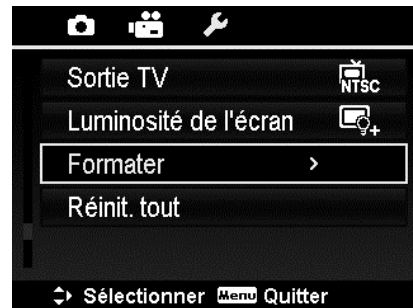 Sortie TV NTSC
Luminosité de l'écran
Formater >
Réinit. tout
Sélectionner Menu Quitter